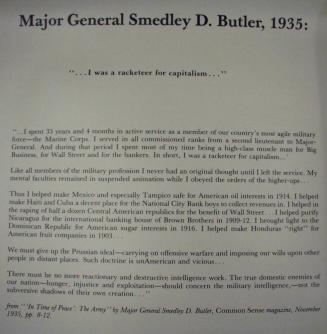 Major General Smedley D. Butler, 1935:
"...I was a racketeer for capitalism..."
"...I spent 33 years and 4 months in active service as a member of our country's most agile military
force—the Marine Corps. I served in all commissioned ranks from a second lieutenant to Major-
General. And during that period I spent most of my time being a high-class muscle man for Big
Business, for Wall Street and for the bankers. In short, I was a racketeer for capitalism...'
Like all members of the military profession I never had an original thought until I left the service. My
mental faculties remained in suspended animation while I obeyed the orders of the higher-ups...
Thus I helped make Mexico and especially Tampico safe for American oil interests in 1914. I helped
make Haiti and Cuba a decent place for the National City Bank boys to collect revenues in. I helped in
the raping of half a dozen Central American republics for the benefit of Wall Street... I helped purify
Nicaragua for the international banking house of Brown Brothers in 1909-12. I brought light to the
Dominican Republic for American sugar interests in 1916. I helped make Honduras "right" for
American fruit companies in 1903...
We must give up the Prussian ideal—carrying on offensive warfare and imposing our wills upon other
people in distant places. Such doctrine is unAmerican and vicious...
There must be no more reactionary and destructive intelligence work. The true domestic enemies of
our nation—hunger, injustice and exploitation—should concern the military intelligence,—not the
subversive shadows of their own creation..."
from "'In Time of Peace': The Army" by Major General Smedley D. Butler, Common Sense magazine, November
1935, pp. 8-12.